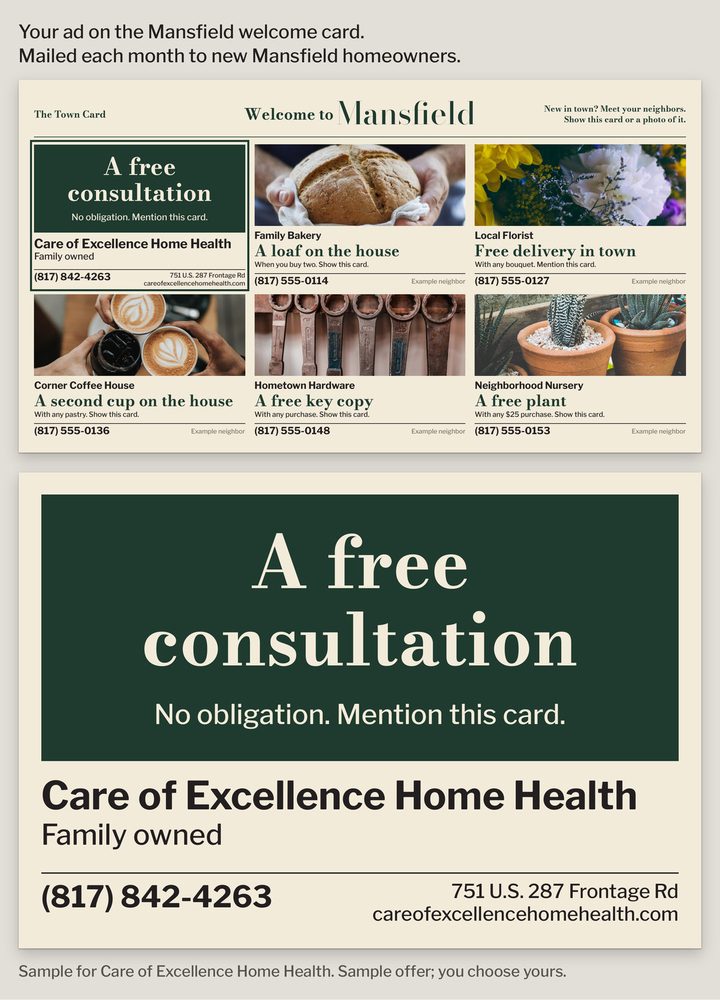 Your ad on the Mansfield welcome card.
Mailed each month to new Mansfield homeowners.
The Town Card
Welcome to Mansfield
New in town? Meet your neighbors.
Show this card or a photo of it.
A free
consultation
No obligation. Mention this card.
Care of Excellence Home Health
Family owned
(817) 842-4263
751 U.S. 287 Frontage Rd
careofexcellencehomehealth.com
Family Bakery
A loaf on the house
When you buy two. Show this card.
(817) 555-0114
Example neighbor
Local Florist
Free delivery in town
With any bouquet. Mention this card.
(817) 555-0127
Example neighbor
Corner Coffee House
A second cup on the house
With any pastry. Show this card.
(817) 555-0136
Example neighbor
Hometown Hardware
A free key copy
With any purchase. Show this card.
(817) 555-0148
Example neighbor
Neighborhood Nursery
A free plant
With any $25 purchase. Show this card.
(817) 555-0153
Example neighbor
A free
consultation
No obligation. Mention this card.
Care of Excellence Home Health
Family owned
(817) 842-4263
751 U.S. 287 Frontage Rd
careofexcellencehomehealth.com
Sample for Care of Excellence Home Health. Sample offer; you choose yours.